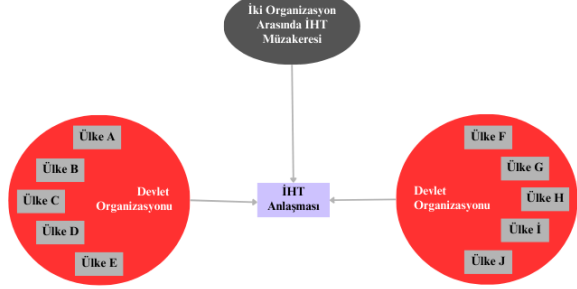 İki Organizasyon
Arasında İHT
Müzakeresi
Ülke A
Ülke B
Ülke C
Ülke D
Ülke E
Devlet
Organizasyonu
İHT
Anlaşması
Devlet
Organizasyonu
Ülke F
Ülke G
Ülke H
Ülke İ
Ülke J